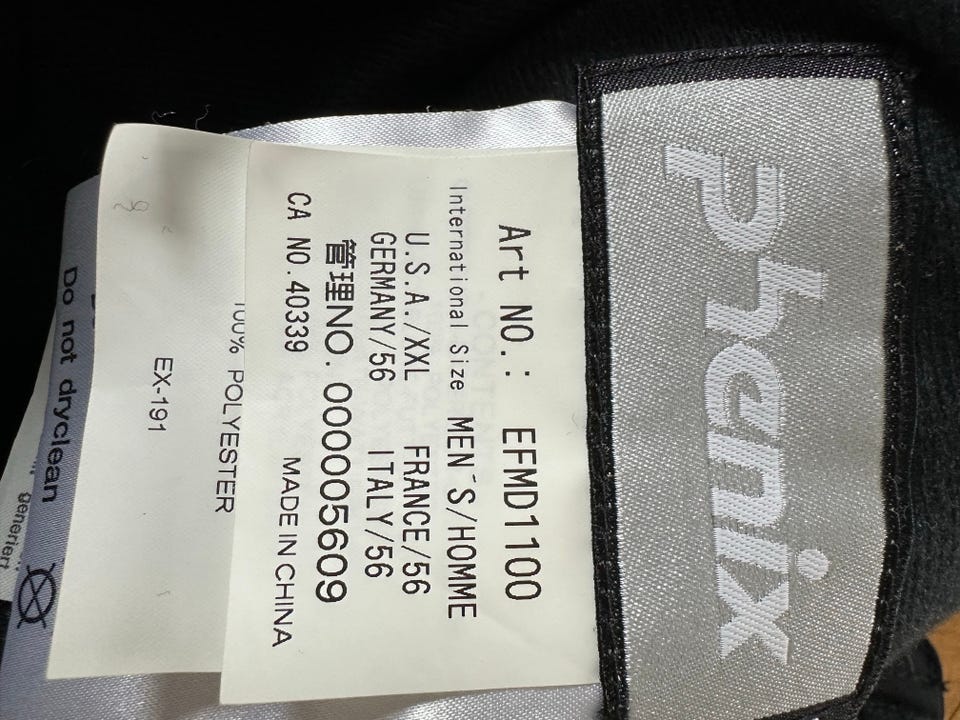 phenix
Art NO.: EFMD1100
International Size MEN'S/HOMME
U.S.A./XXL FRANCE/56
GERMANY/56 ITALY/56
管理NO. 000005609
CA NO.40339 MADE IN CHINA
100% POLYESTER
EX-191
Do not dryclean